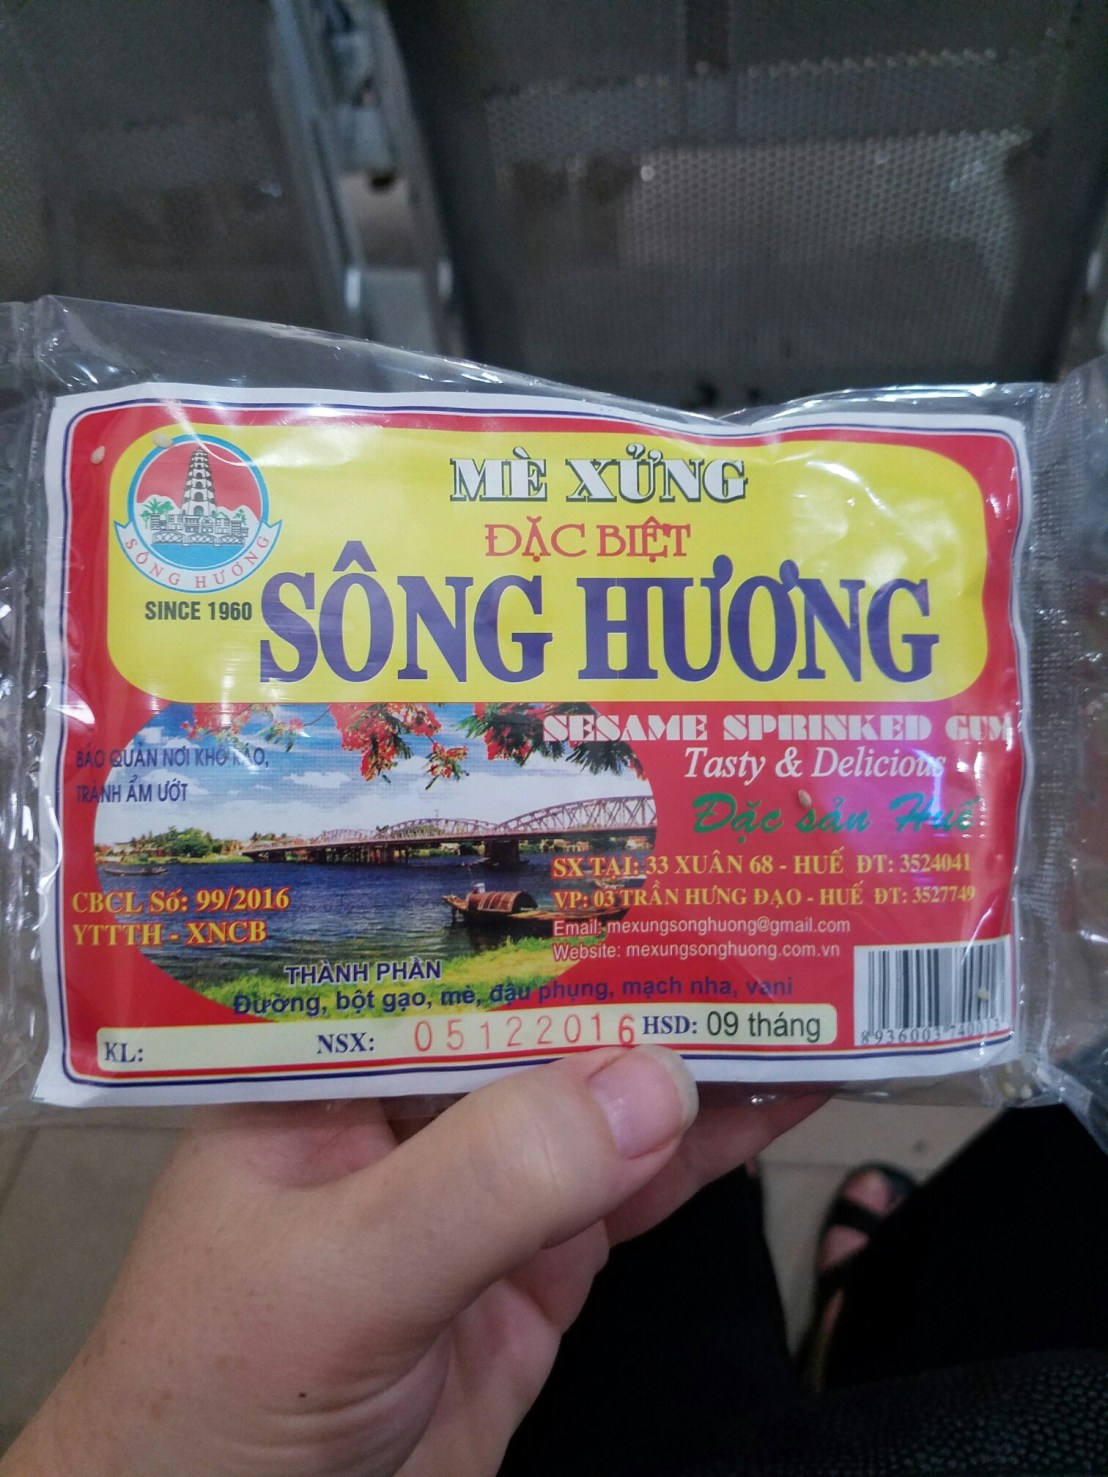 MÈ XỬNG
ĐẶC BIỆT
SÔNG HƯƠNG
SÔNG HƯƠNG
SINCE 1960
SESAME SPRINKED GUM
Tasty & Delicious
Đặc sản Huế
BẢO QUẢN NƠI KHÔ RÁO,
TRÁNH ẨM ƯỚT
SX TẠI: 33 XUÂN 68 - HUẾ ĐT: 3524041
VP: 03 TRẦN HƯNG ĐẠO - HUẾ ĐT: 3527749
Email: mexungsonghuong@gmail.com
Website: mexungsonghuong.com.vn
CBCL Số: 99/2016
YTTTH - XNCB
THÀNH PHẦN
Đường, bột gạo, mè, đậu phụng, mạch nha, vani
KL:
NSX: 05122016 HSD: 09 tháng